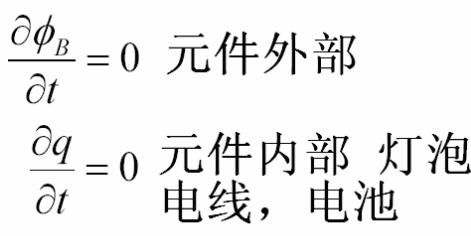 ∂ϕ_B/∂t = 0 元件外部
∂q/∂t = 0 元件内部 灯泡
电线，电池